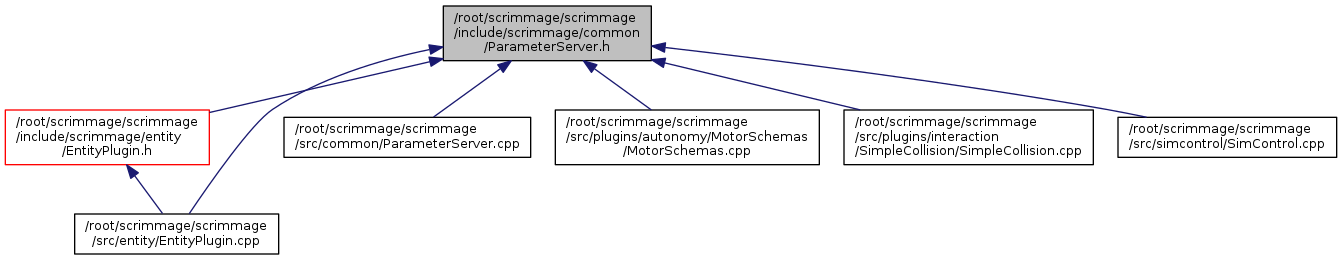 /root/scrimmage/scrimmage
/include/scrimmage/common
/ParameterServer.h
/root/scrimmage/scrimmage
/include/scrimmage/entity
/EntityPlugin.h
/root/scrimmage/scrimmage
/src/common/ParameterServer.cpp
/root/scrimmage/scrimmage
/src/plugins/autonomy/MotorSchemas
/MotorSchemas.cpp
/root/scrimmage/scrimmage
/src/plugins/interaction
/SimpleCollision/SimpleCollision.cpp
/root/scrimmage/scrimmage
/src/simcontrol/SimControl.cpp
/root/scrimmage/scrimmage
/src/entity/EntityPlugin.cpp